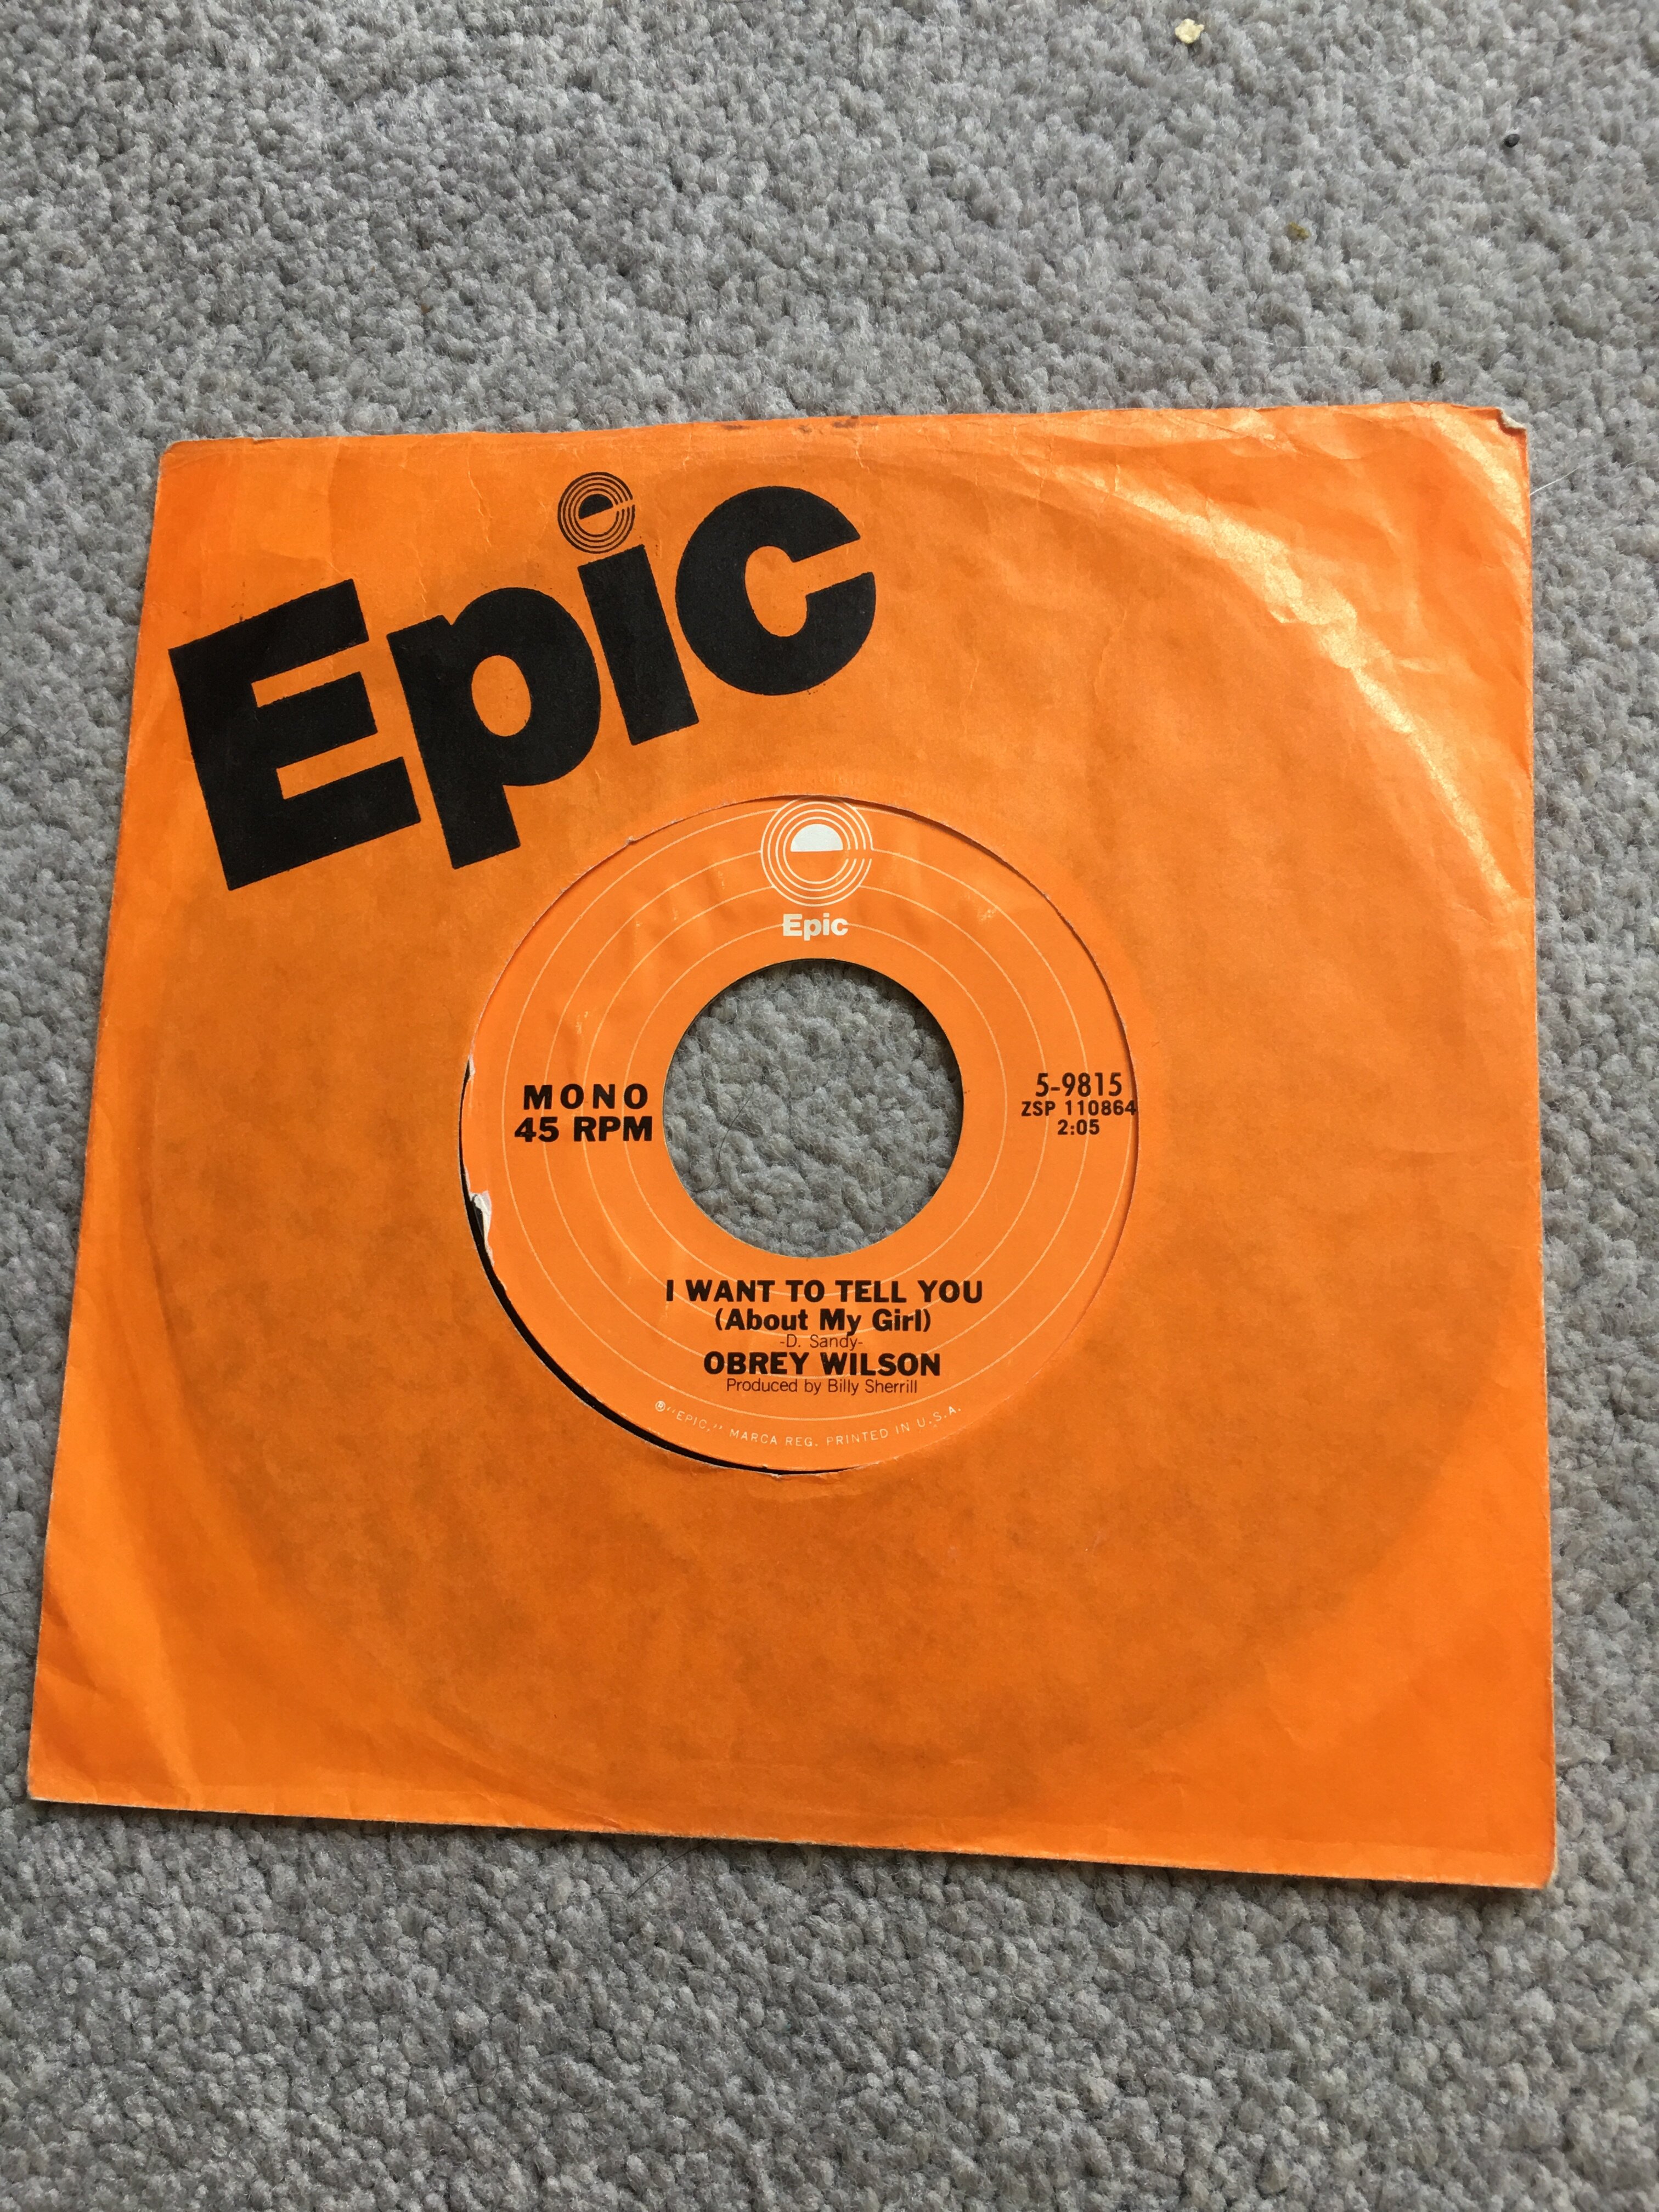 Epic
Epic
MONO
45 RPM
5-9815
ZSP 110864
2:05
I WANT TO TELL YOU
(About My Girl)
-D. Sandy-
OBREY WILSON
Produced by Billy Sherrill
®"EPIC," MARCA REG. PRINTED IN U.S.A.